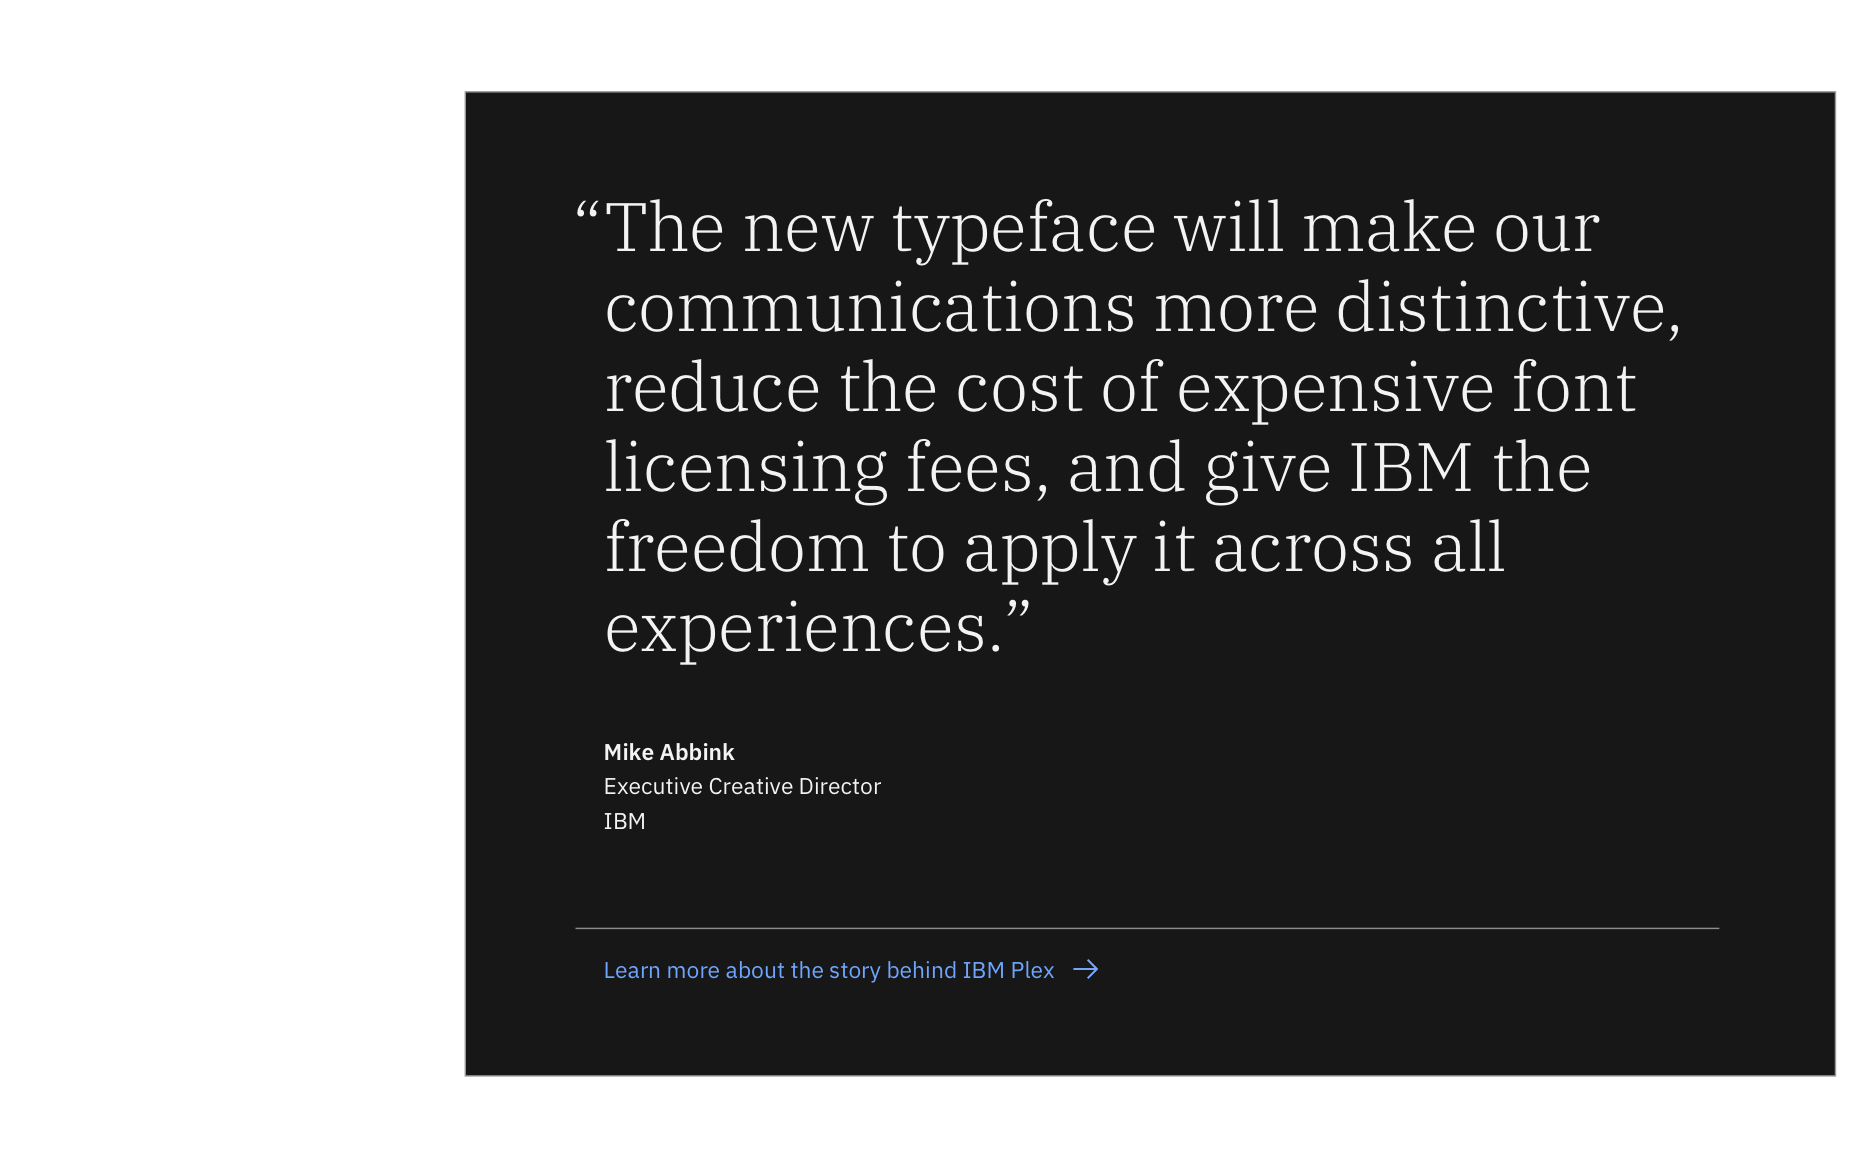 “The new typeface will make our
communications more distinctive,
reduce the cost of expensive font
licensing fees, and give IBM the
freedom to apply it across all
experiences.”
Mike Abbink
Executive Creative Director
IBM
Learn more about the story behind IBM Plex →